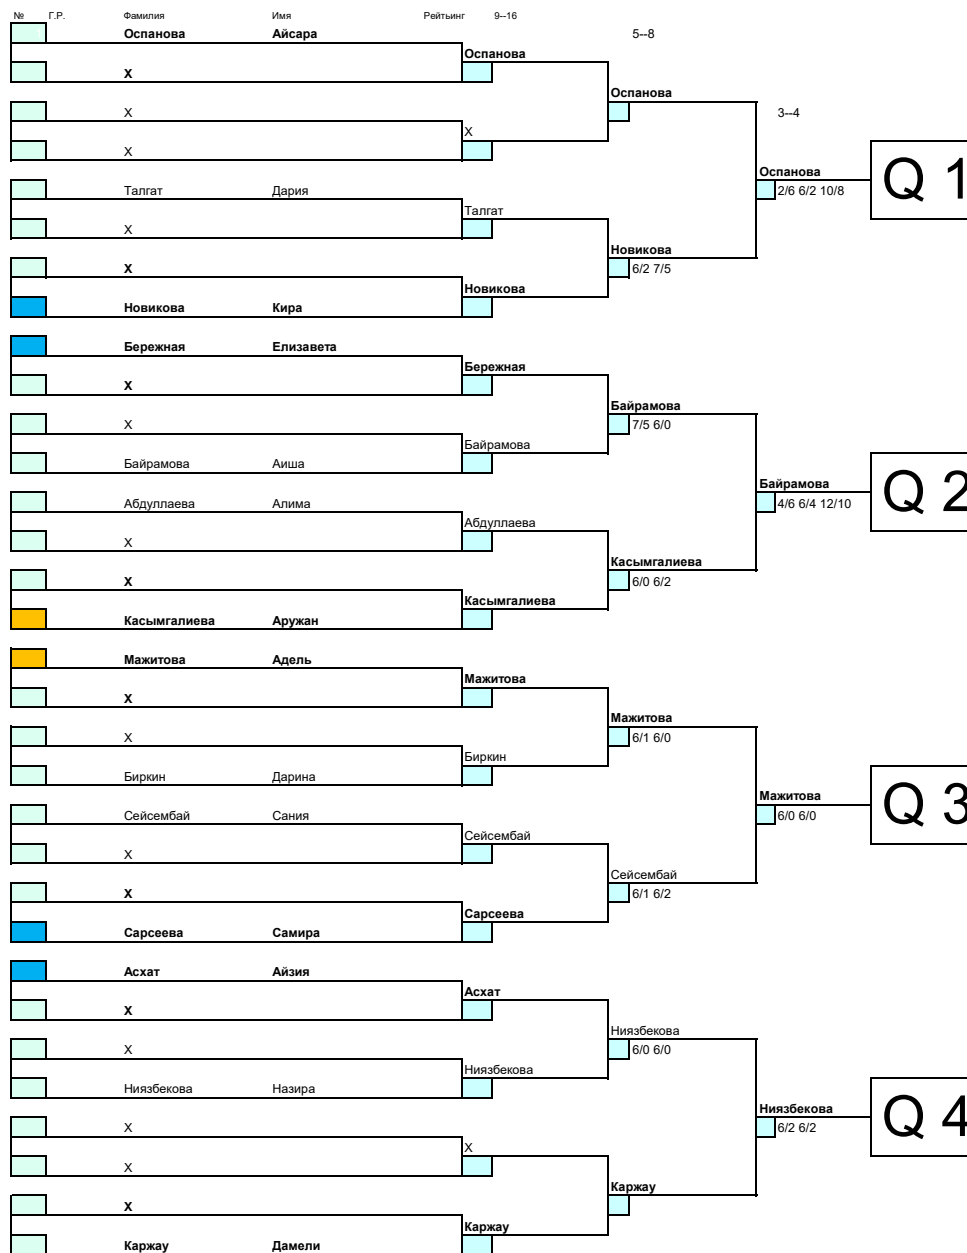 № Г.Р. Фамилия Имя Рейтьинг 9--16
Оспанова Айсара 5--8
Оспанова
X
Оспанова
X 3--4
X
X
Оспанова Q 1
Талгат Дария 2/6 6/2 10/8
Талгат
X
Новикова
X 6/2 7/5
Новикова
Новикова Кира
Бережная Елизавета
Бережная
X
Байрамова
X 7/5 6/0
Байрамова
Байрамова Аиша
Байрамова Q 2
Абдуллаева Алима 4/6 6/4 12/10
Абдуллаева
X
Касымгалиева
X 6/0 6/2
Касымгалиева
Касымгалиева Аружан
Мажитова Адель
Мажитова
X
Мажитова
X 6/1 6/0
Биркин
Биркин Дарина
Мажитова Q 3
Сейсембай Сания 6/0 6/0
Сейсембай
X
Сейсембай
X 6/1 6/2
Сарсеева
Сарсеева Самира
Асхат Айзия
Асхат
X
Ниязбекова
X 6/0 6/0
Ниязбекова
Ниязбекова Назира
Ниязбекова Q 4
X 6/2 6/2
X
X
Каржау
X
Каржау
Каржау Дамели